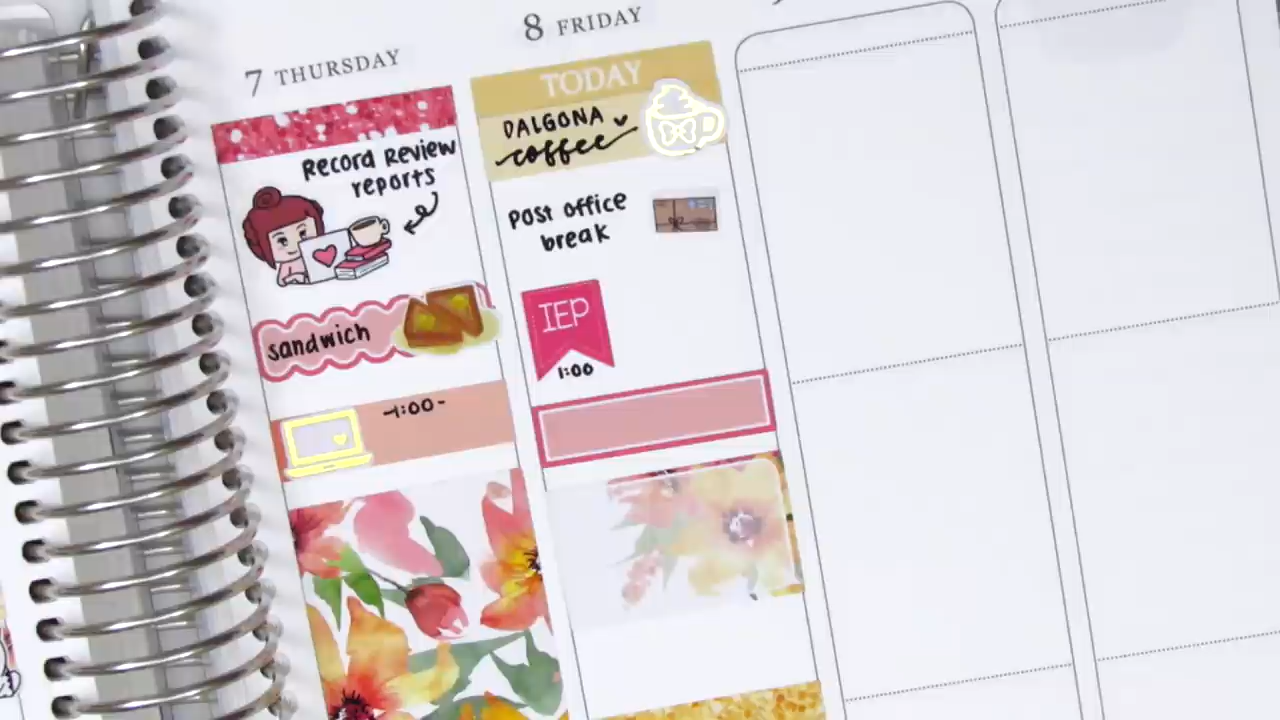 7 THURSDAY
Record Review
reports
sandwich
-1:00-
8 FRIDAY
TODAY
DALGONA
coffee
Post office
break
IEP
1:00